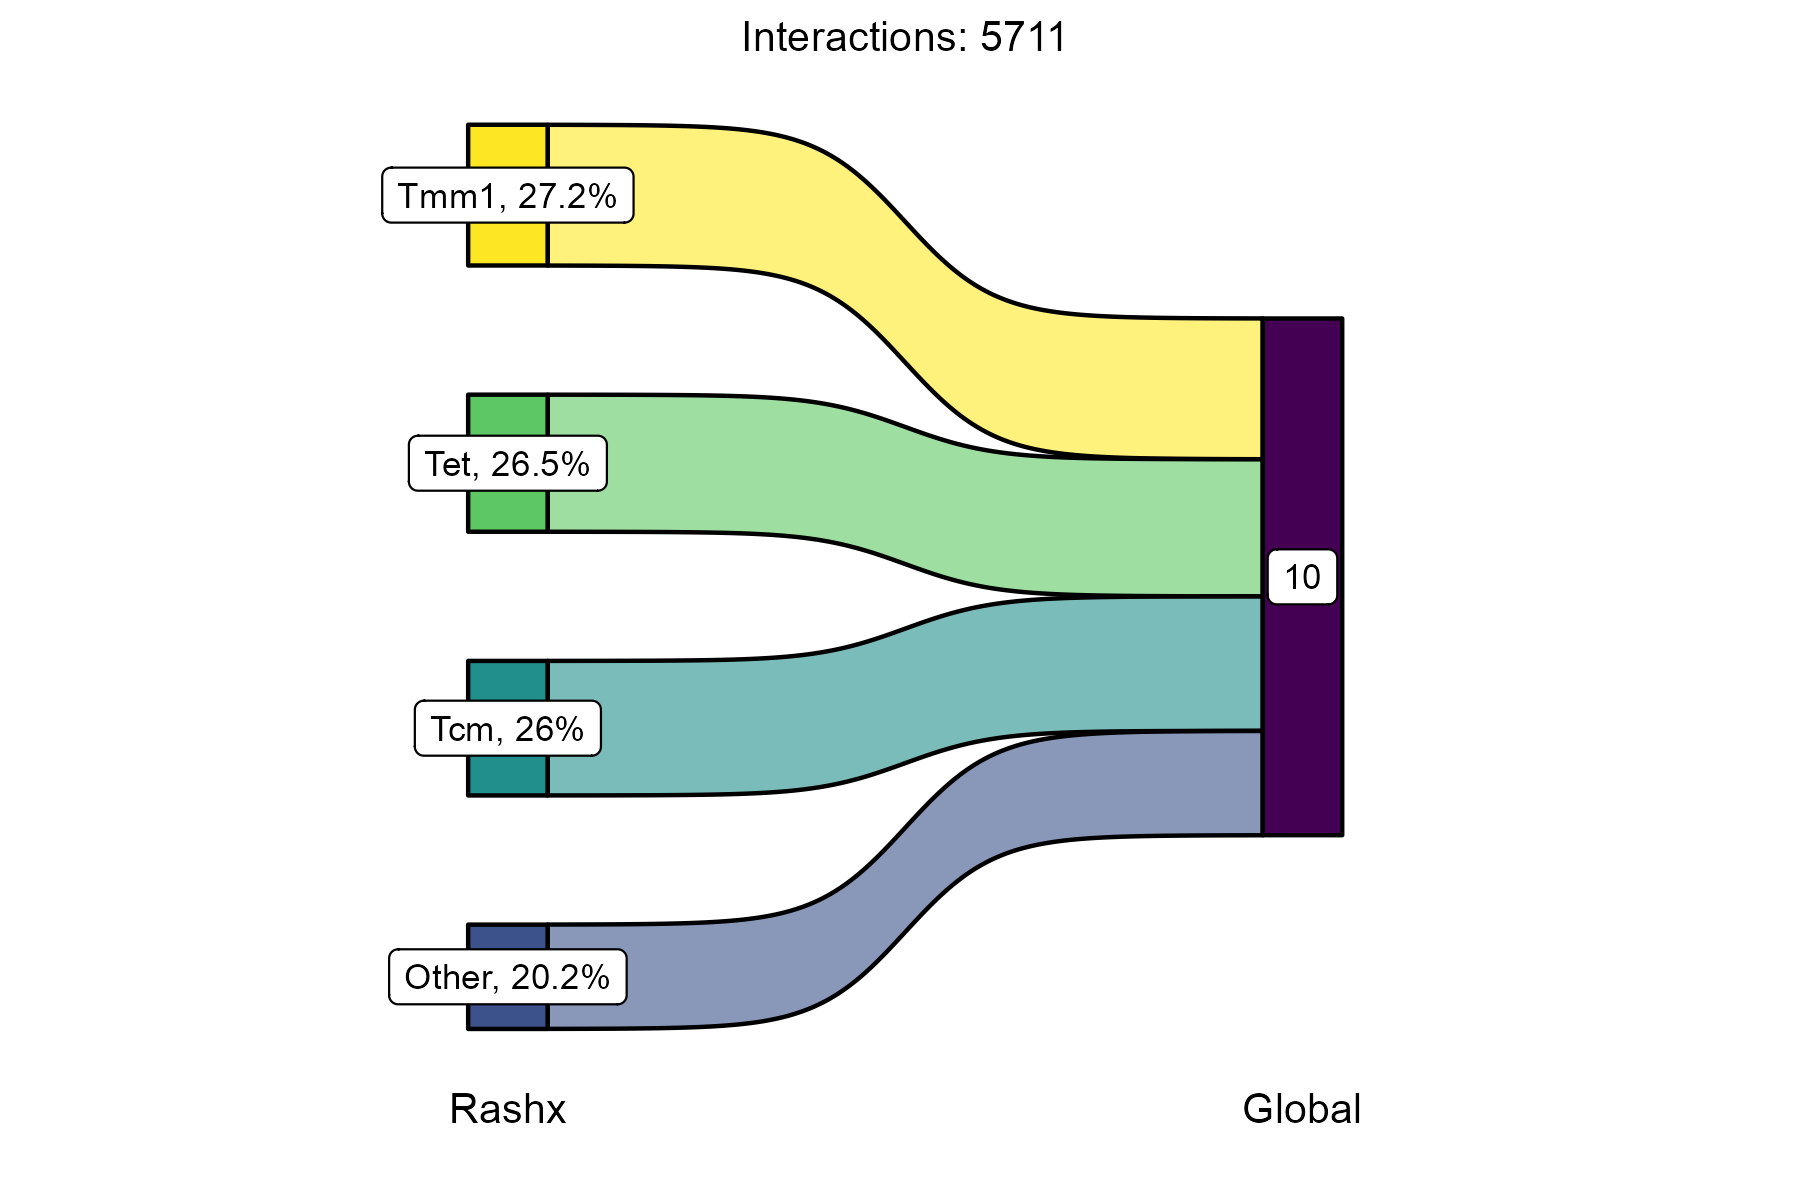 Interactions: 5711
Tmm1, 27.2%
Tet, 26.5%
10
Tcm, 26%
Other, 20.2%
Rashx
Global